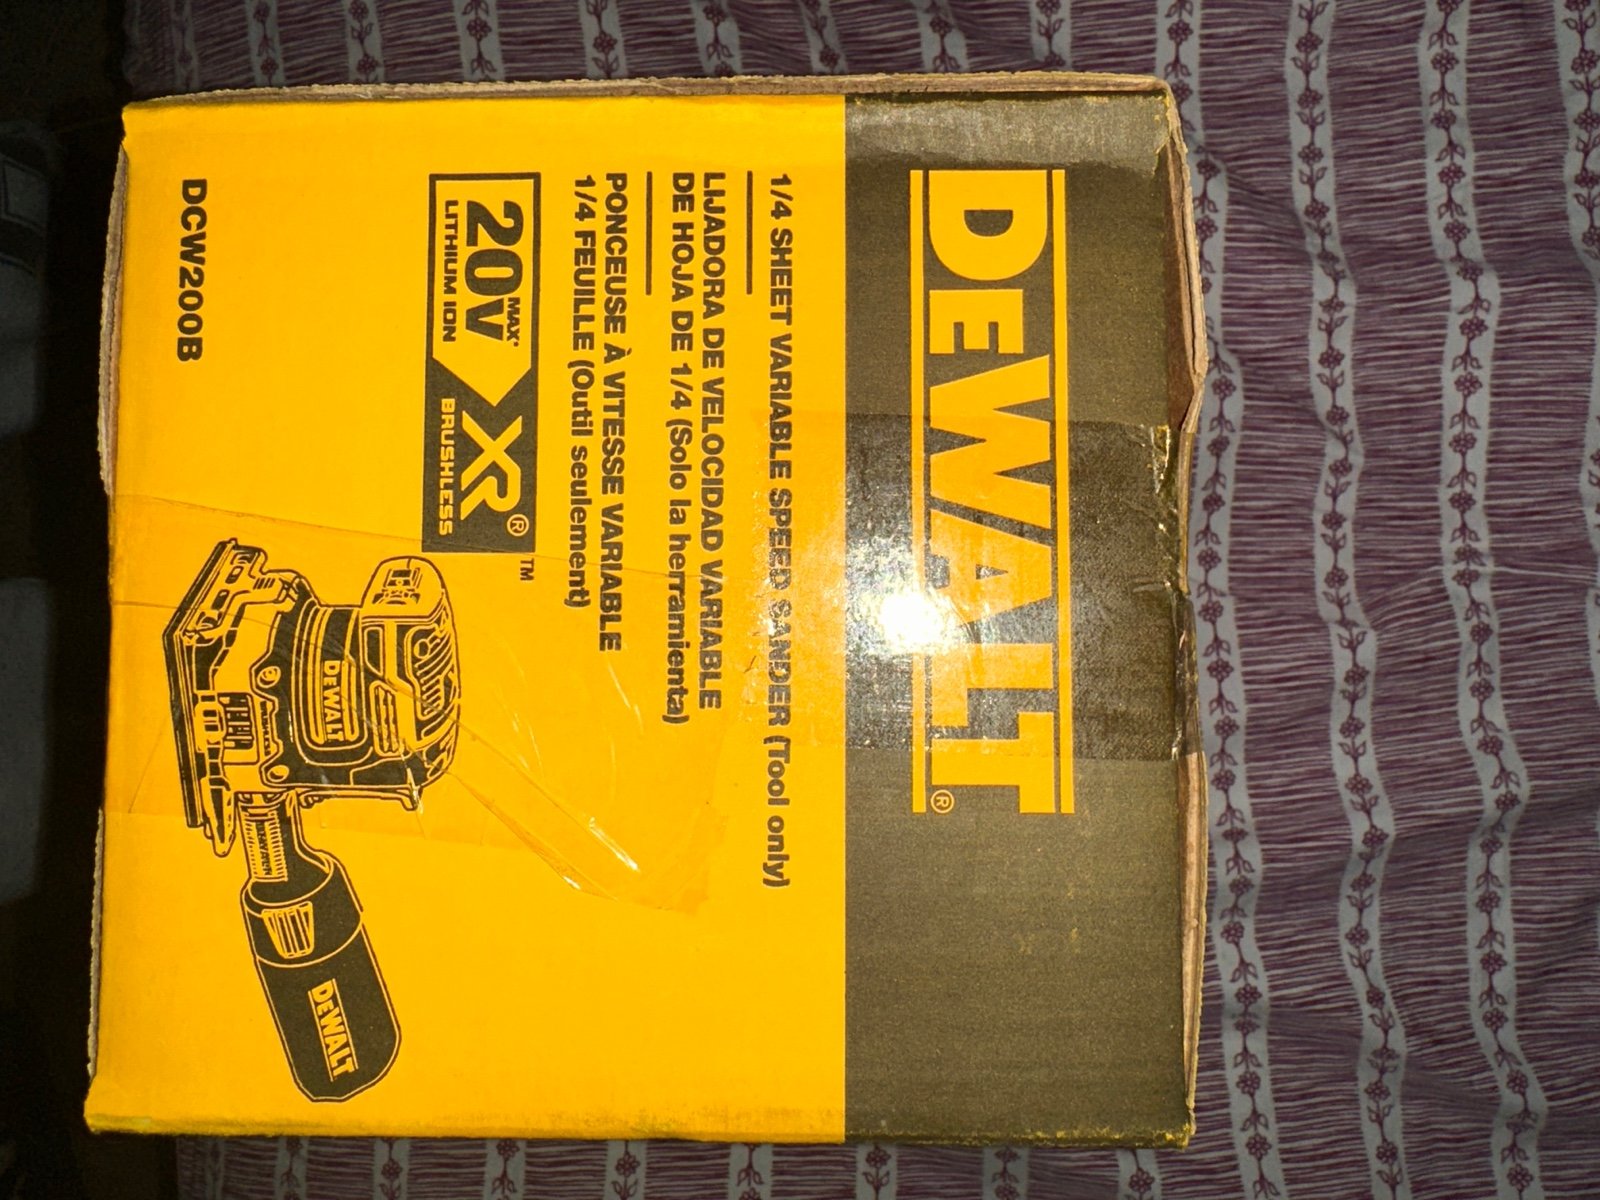 DEWALT®
1/4 SHEET VARIABLE SPEED SANDER (Tool only)
LIJADORA DE VELOCIDAD VARIABLE
DE HOJA DE 1/4 (Solo la herramienta)
PONCEUSE À VITESSE VARIABLE
1/4 FEUILLE (Outil seulement)
20V MAX* XR® ™
LITHIUM ION BRUSHLESS
DEWALT
DEWALT
DCW200B